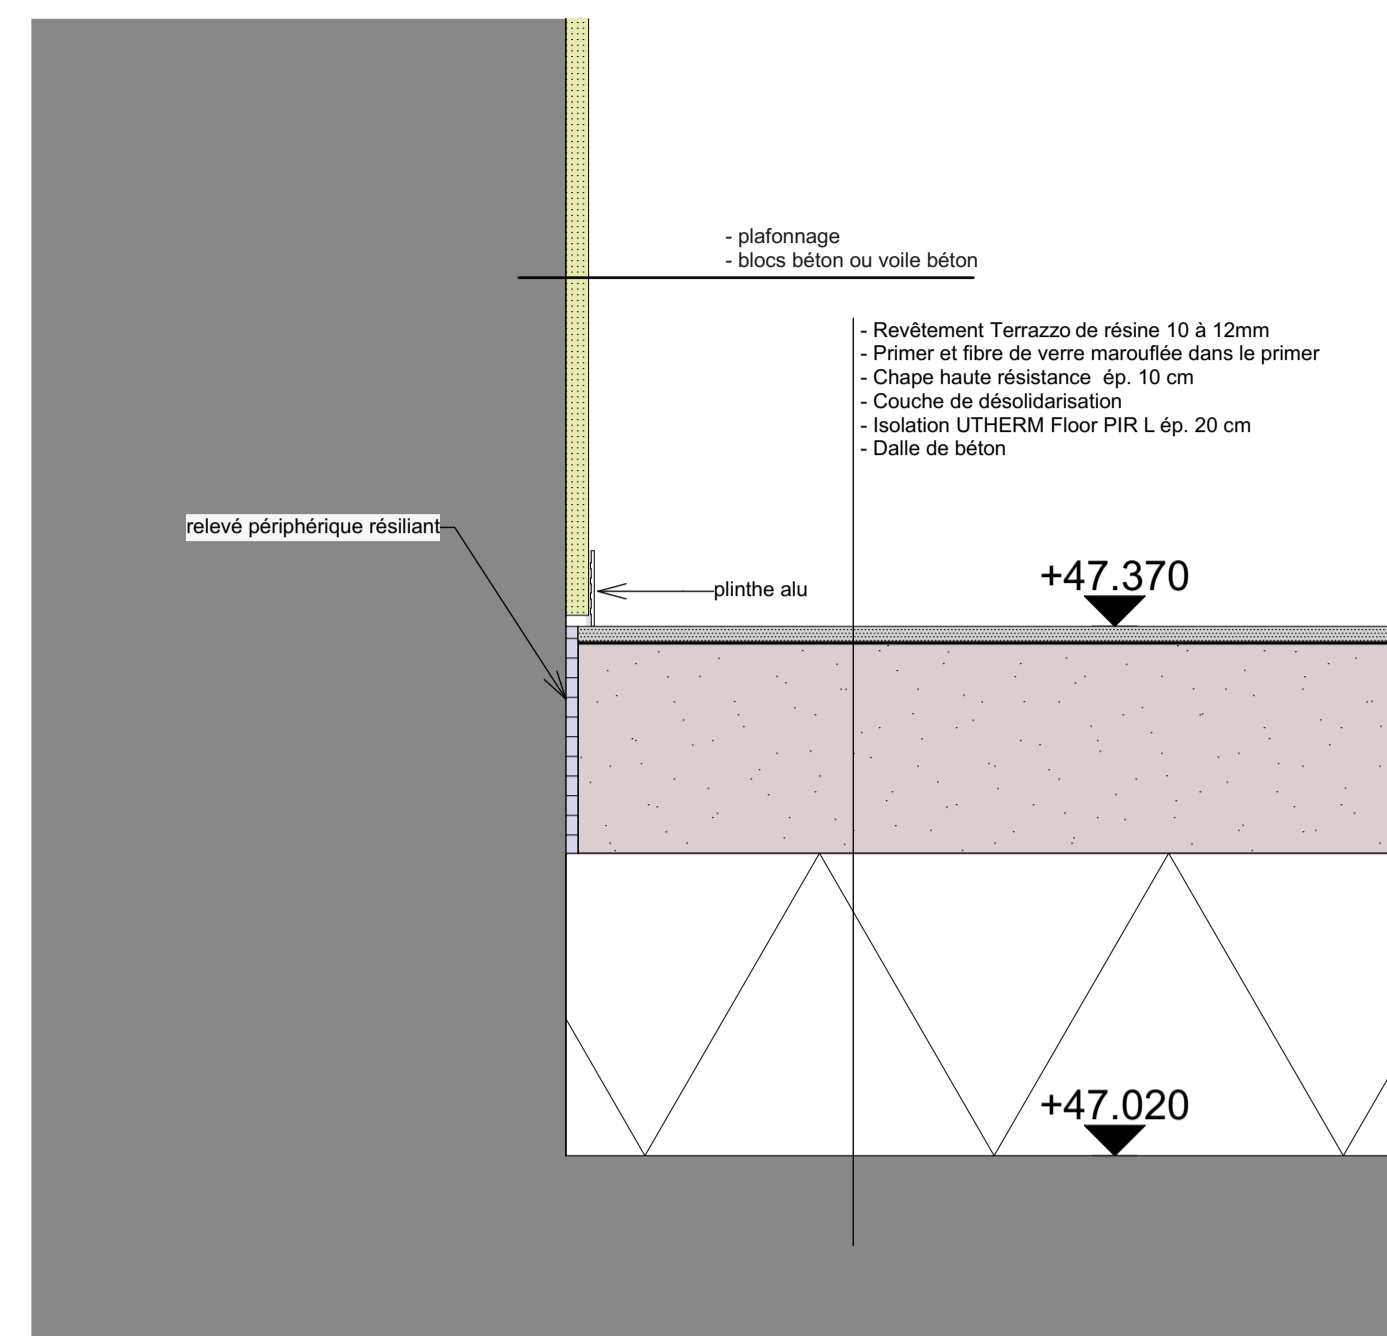 - plafonnage
- blocs béton ou voile béton
- Revêtement Terrazzo de résine 10 à 12mm
- Primer et fibre de verre marouflée dans le primer
- Chape haute résistance  ép. 10 cm
- Couche de désolidarisation
- Isolation UTHERM Floor PIR L ép. 20 cm
- Dalle de béton
relevé périphérique résiliant
plinthe alu
+47.370
+47.020